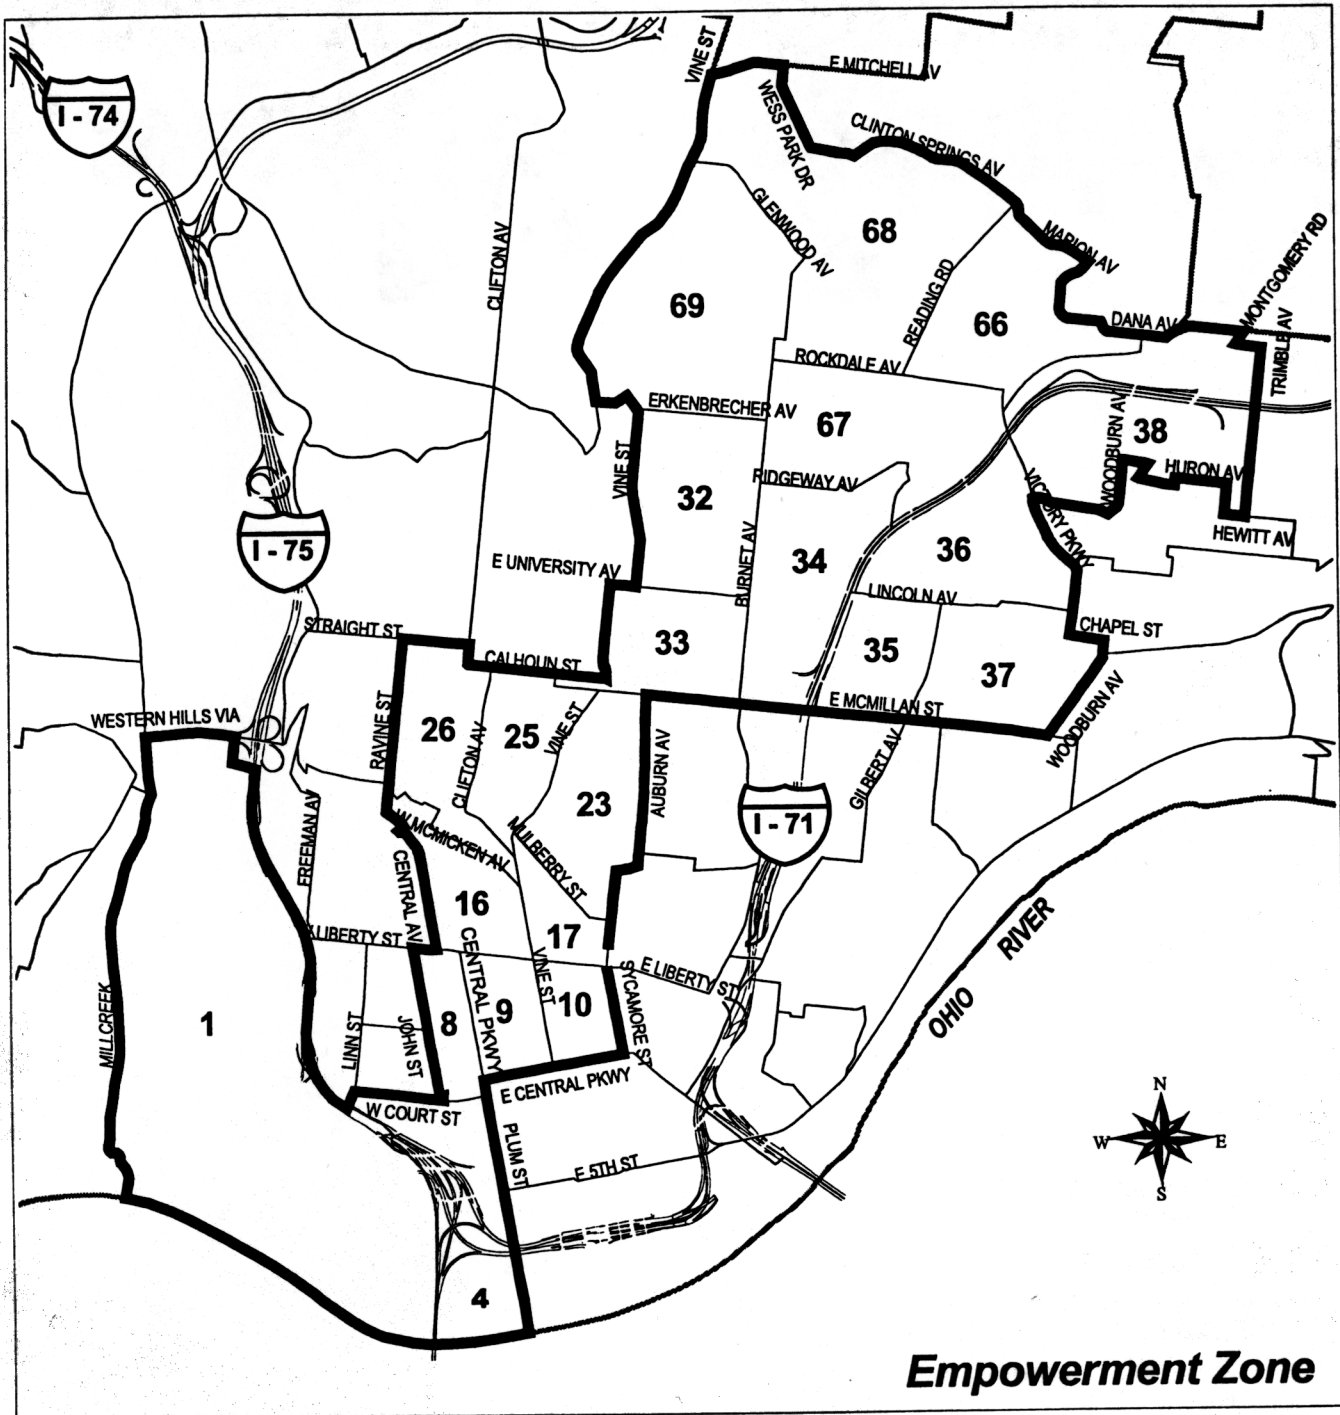 VINE ST
E MITCHELL AV
I - 74
WESS PARK DR
CLINTON SPRINGS AV
GLENWOOD AV
68
MARION AV
MONTGOMERY RD
CLIFTON AV
READING RD
69
66
DANA AV
TRIMBLE AV
ROCKDALE AV
ERKENBRECHER AV
67
WOODBURN AV
38
VINE ST
RIDGEWAY AV
HURON AV
32
VICTORY PKWY
I - 75
BURNET AV
36
HEWITT AV
E UNIVERSITY AV
34
LINCOLN AV
STRAIGHT ST
33
35
CHAPEL ST
CALHOUN ST
37
WESTERN HILLS VIA
RAVINE ST
26
CLIFTON AV
25
VINE ST
E MCMILLAN ST
WOODBURN AV
AUBURN AV
GILBERT AV
23
FREEMAN AV
W MCMICKEN AV
MULBERRY ST
I - 71
CENTRAL AV
16
17
OHIO RIVER
LIBERTY ST
CENTRAL PKWY
VINE ST
SYCAMORE ST
E LIBERTY ST
MILLCREEK
1
LINN ST
JOHN ST
8
9
10
W COURT ST
E CENTRAL PKWY
PLUM ST
E 5TH ST
N
W
E
S
4
Empowerment Zone